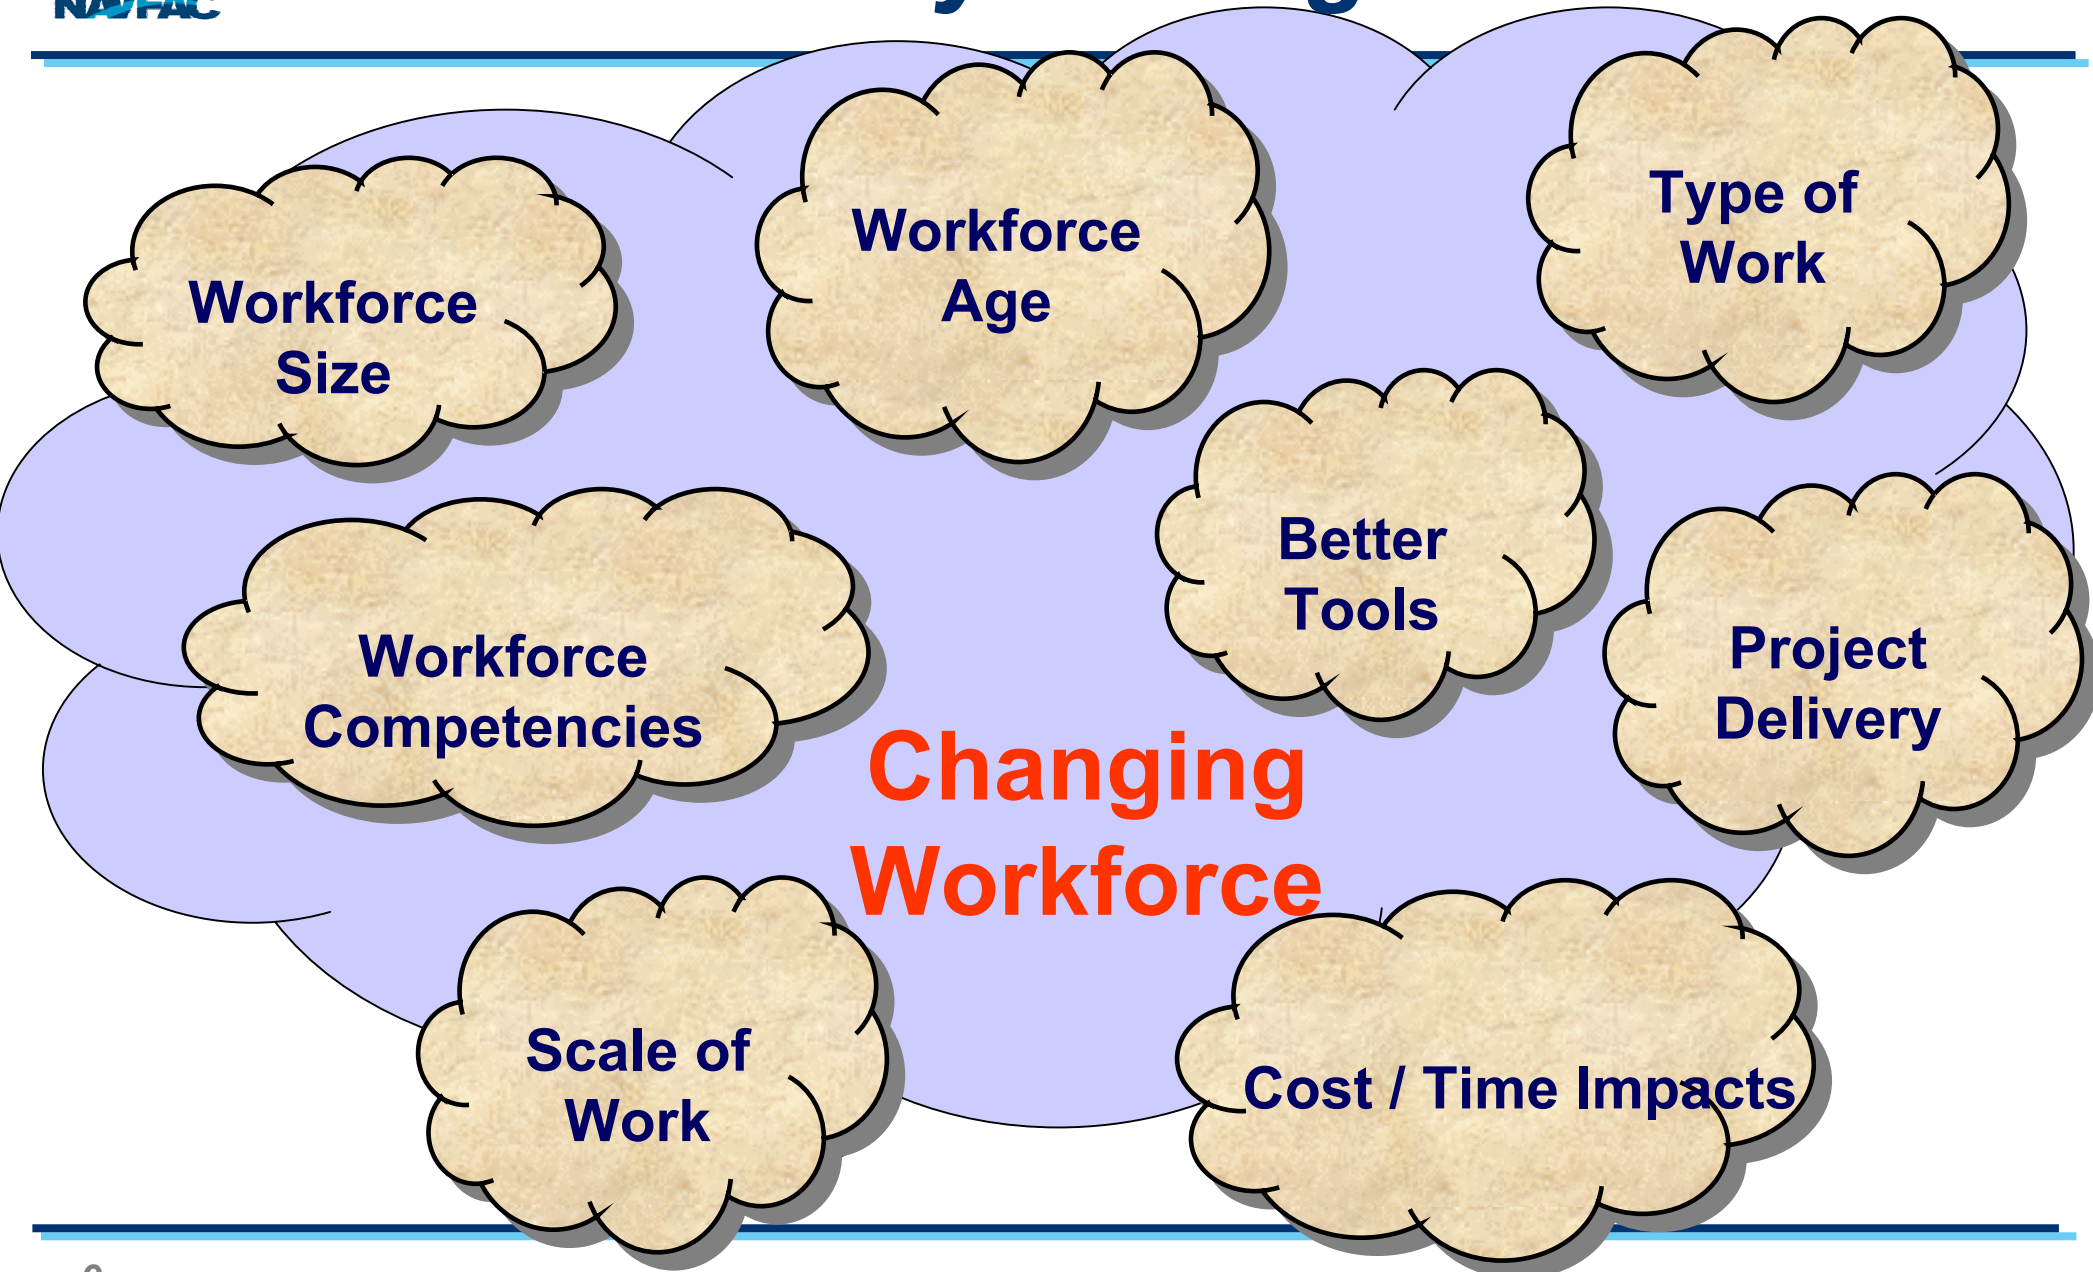 NAVFAC
Workforce
Age
Type of
Work
Workforce
Size
Better
Tools
Workforce
Competencies
Project
Delivery
Changing
Workforce
Scale of
Work
Cost / Time Impacts